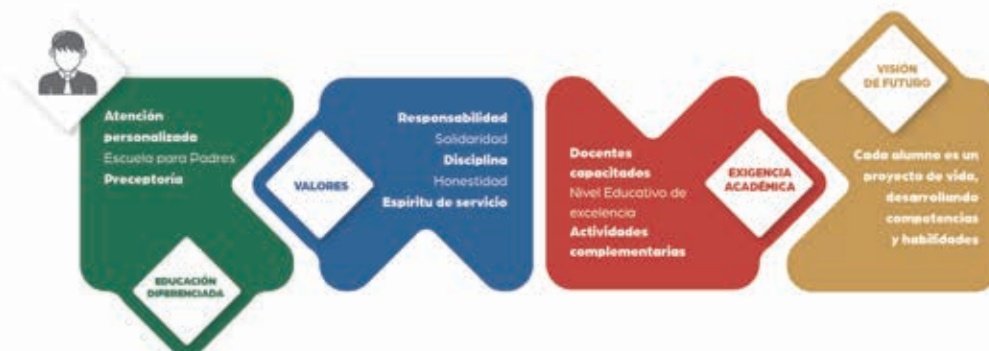 Atención
personalizada
Escuela para Padres
Preceptoría
EDUCACIÓN
DIFERENCIADA
VALORES
Responsabilidad
Solidaridad
Disciplina
Honestidad
Espíritu de servicio
Docentes
capacitados
Nivel Educativo de
excelencia
Actividades
complementarias
EXIGENCIA
ACADÉMICA
VISIÓN
DE FUTURO
Cada alumno es un
proyecto de vida,
desarrollando
competencias
y habilidades